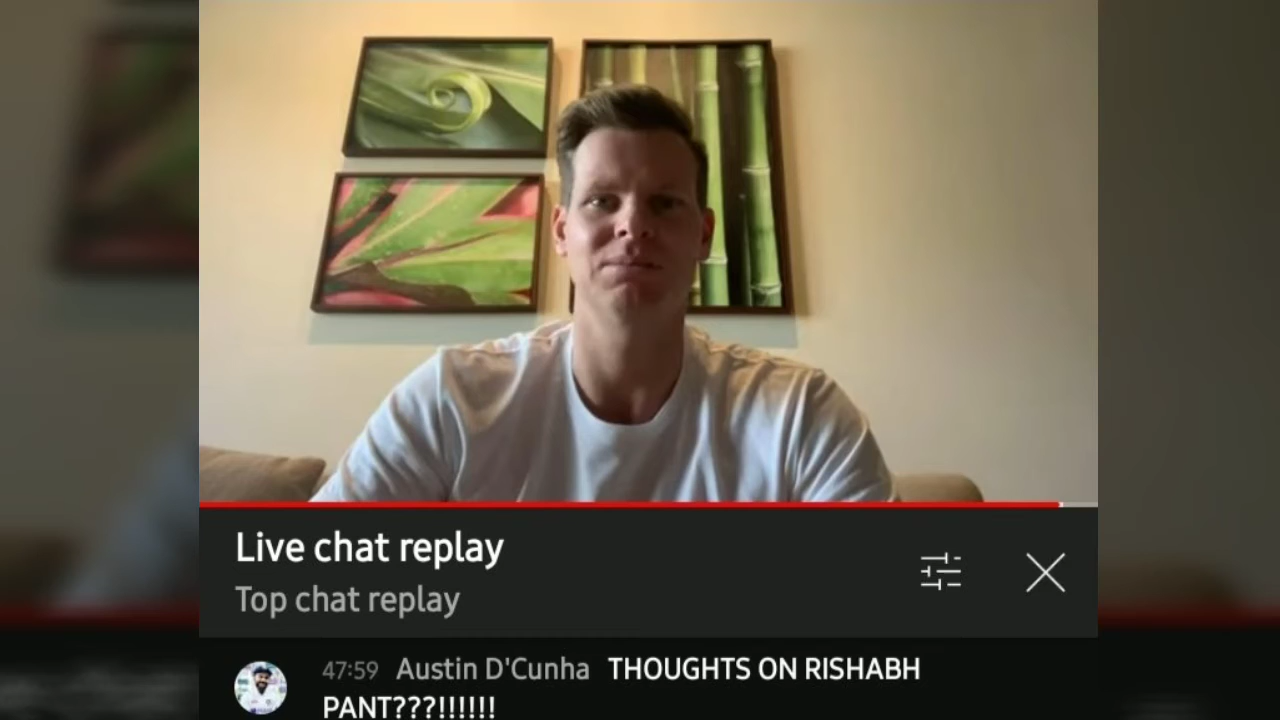 Live chat replay
Top chat replay
47:59 Austin D'Cunha THOUGHTS ON RISHABH
PANT???!!!!!!